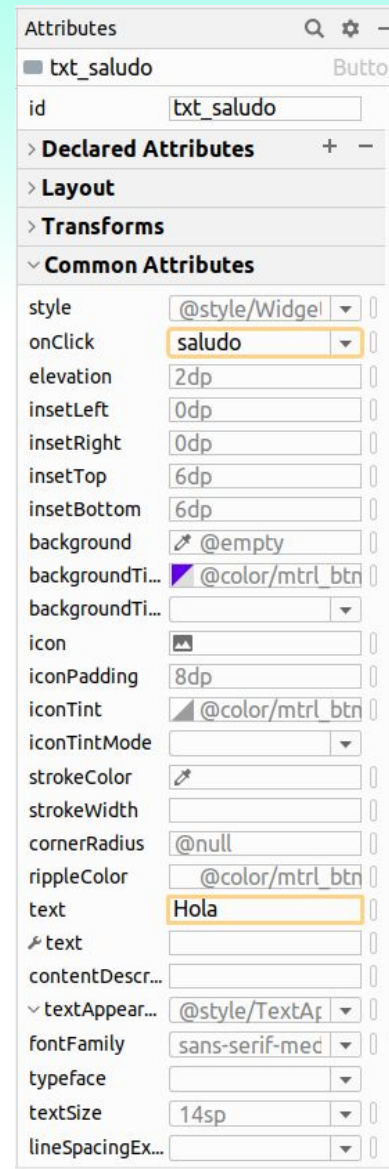 Attributes
txt_saludo Butto
id txt_saludo
Declared Attributes + −
Layout
Transforms
Common Attributes
style @style/Widget
onClick saludo
elevation 2dp
insetLeft 0dp
insetRight 0dp
insetTop 6dp
insetBottom 6dp
background @empty
backgroundTi... @color/mtrl_btn
backgroundTi...
icon
iconPadding 8dp
iconTint @color/mtrl_btn
iconTintMode
strokeColor
strokeWidth
cornerRadius @null
rippleColor @color/mtrl_btn
text Hola
text
contentDescr...
textAppear... @style/TextAp
fontFamily sans-serif-med
typeface
textSize 14sp
lineSpacingEx...